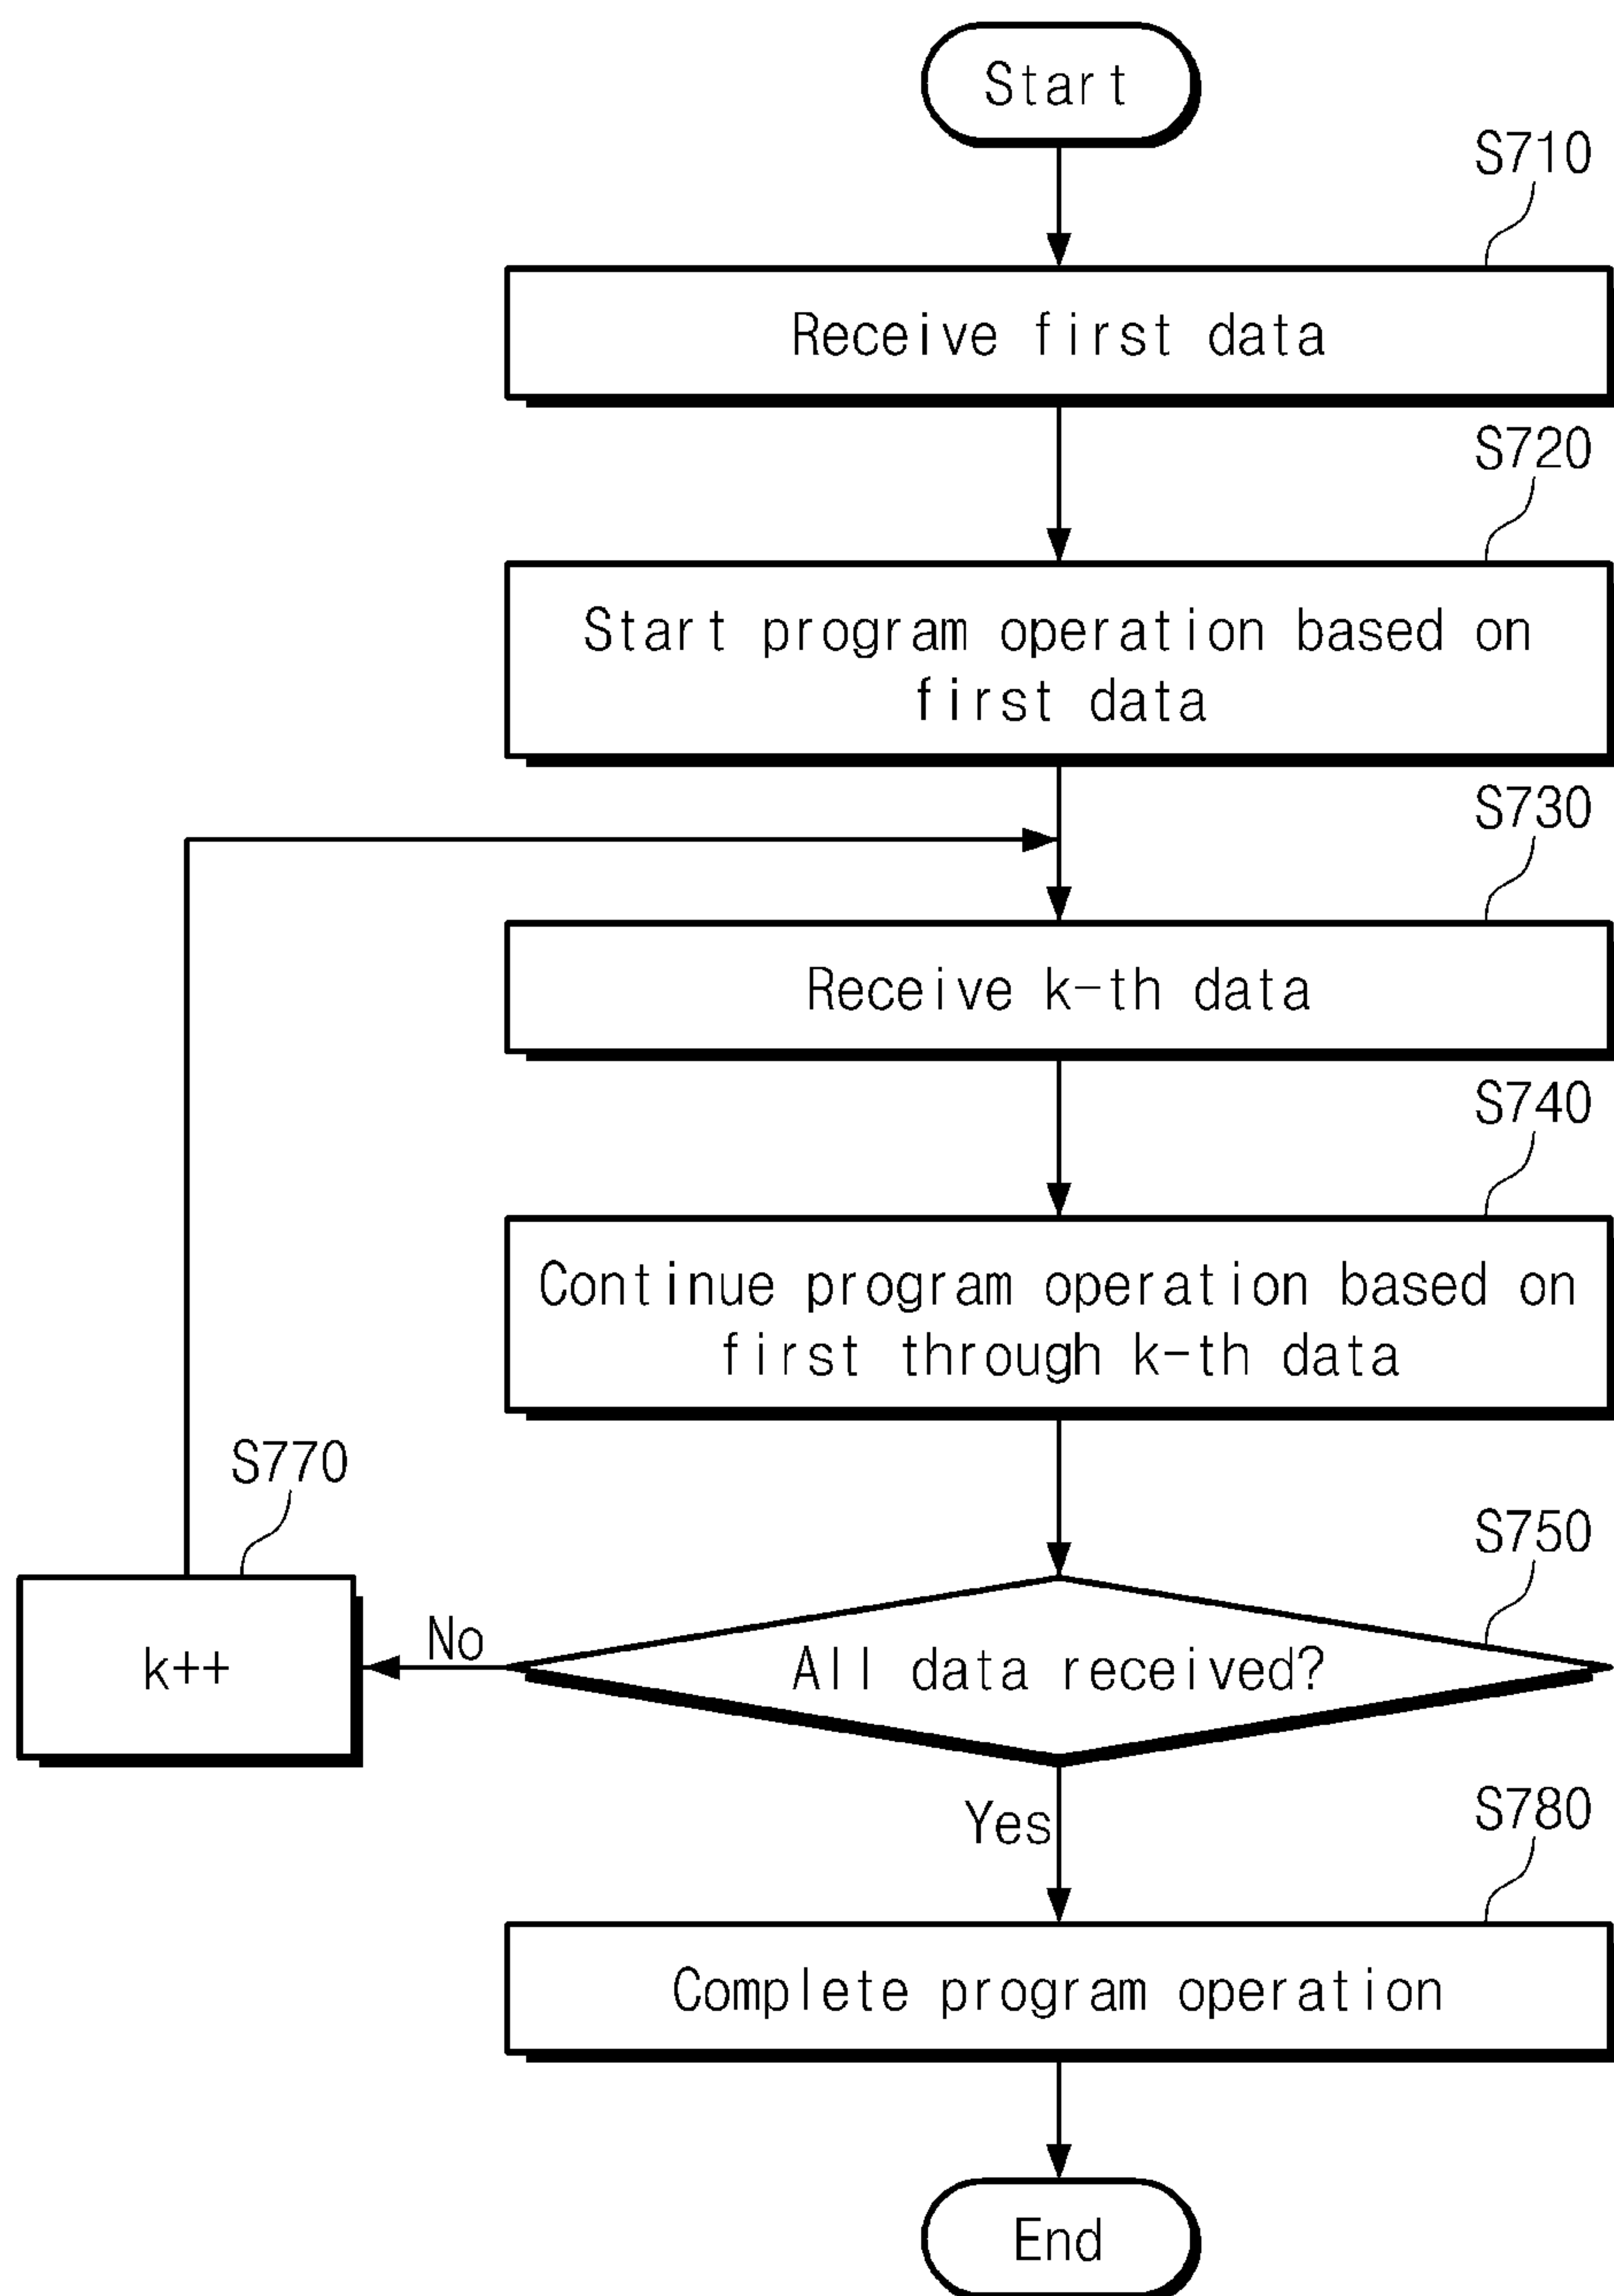 Start
S710
Receive first data
S720
Start program operation based on
first data
S730
Receive k-th data
S740
Continue program operation based on
first through k-th data
S770
S750
k++
No
All data received?
Yes
S780
Complete program operation
End